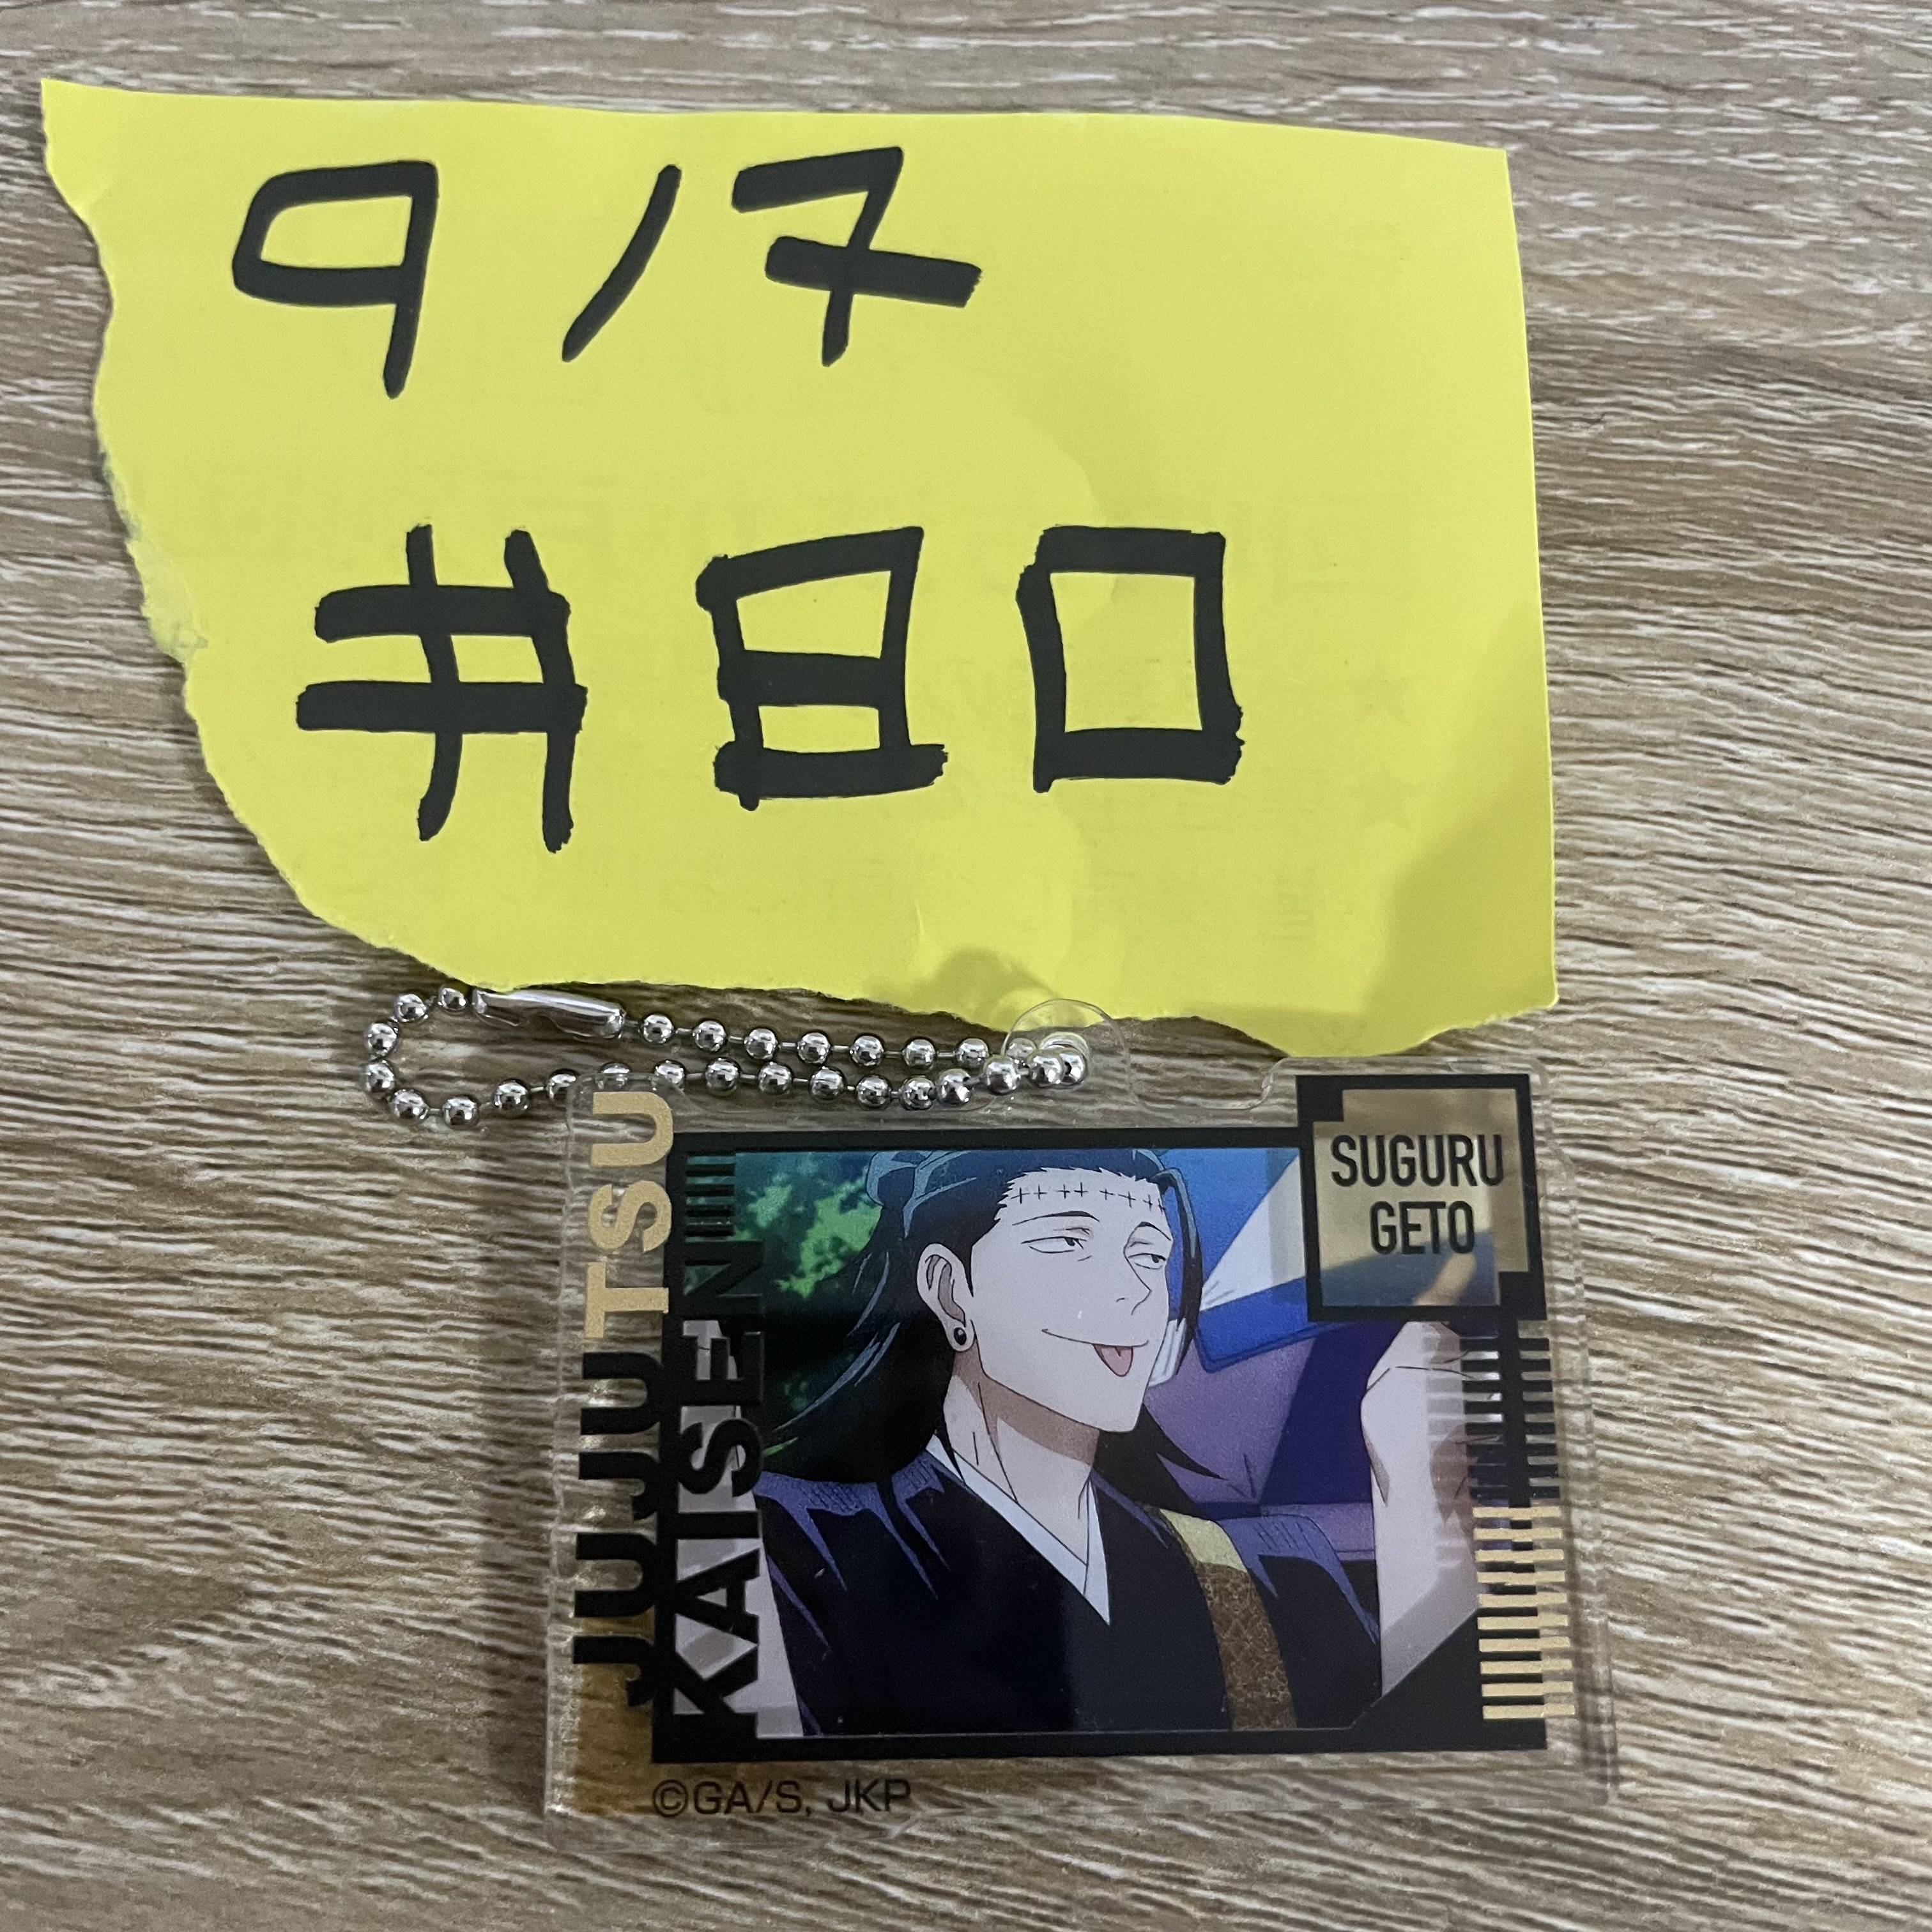 9/7
#80
JUJUTSU
KAISEN
SUGURU
GETO
©GA/S, JKP